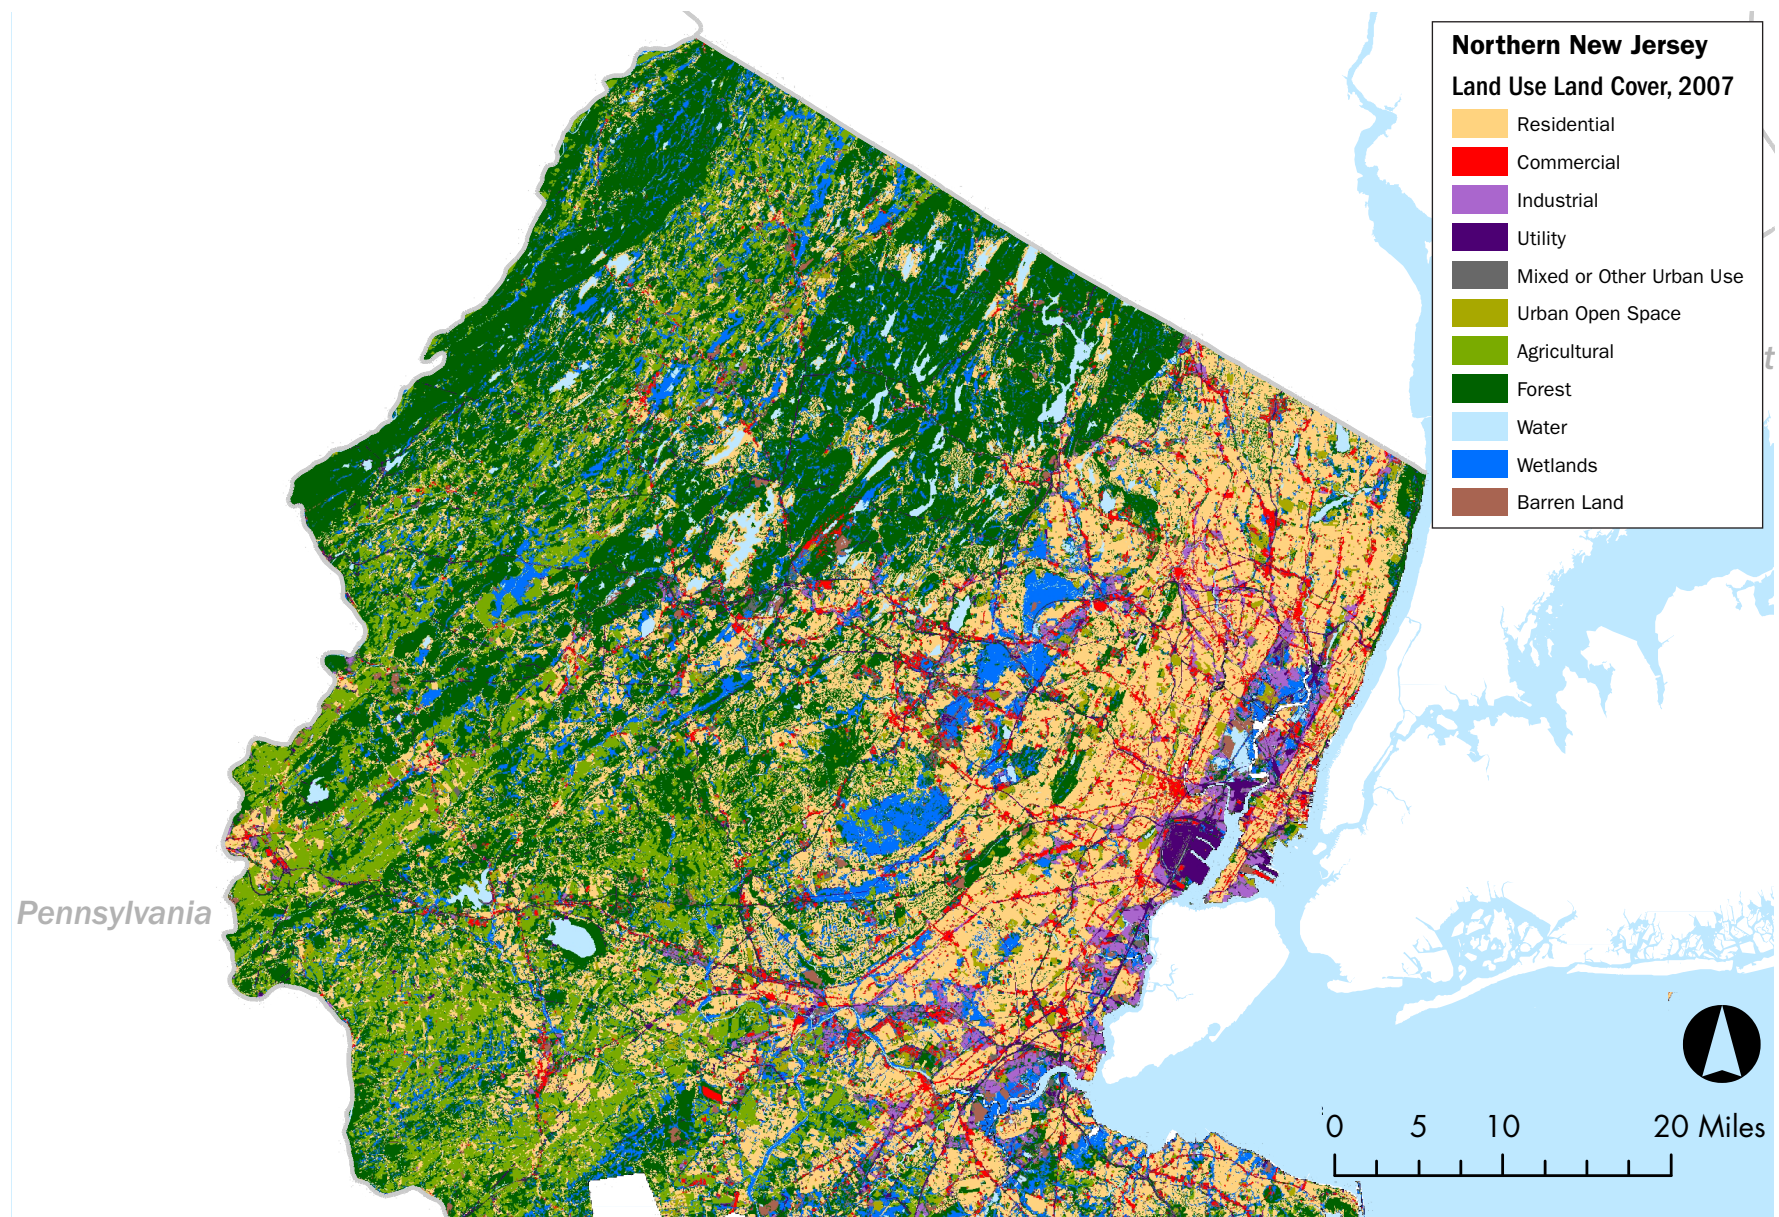 Northern New Jersey
Land Use Land Cover, 2007
Residential
Commercial
Industrial
Utility
Mixed or Other Urban Use
Urban Open Space
Agricultural
Forest
Water
Wetlands
Barren Land
t
Pennsylvania
0 5 10 20 Miles